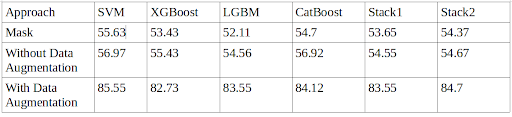 Approach SVM XGBoost LGBM CatBoost Stack1 Stack2
Mask 55.63 53.43 52.11 54.7 53.65 54.37
Without Data 56.97 55.43 54.56 56.92 54.55 54.67
Augmentation
With Data 85.55 82.73 83.55 84.12 83.55 84.7
Augmentation